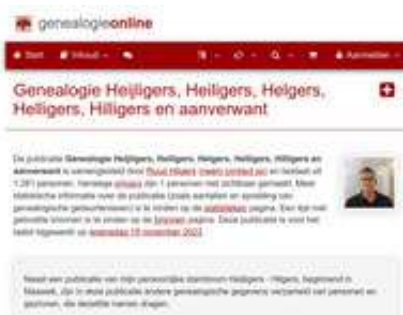 genealogieonline
Start Inhoud Aanmelden
Genealogie Heijligers, Heiligers, Helgers,
Helligers, Hilligers en aanverwant
De publicatie Genealogie Heijligers, Heiligers, Helgers, Helligers, Hilligers en
aanverwant is samengesteld door Ruud Hilgers (neem contact op) en bestaat uit
1.281 personen, vanwege privacy zijn 1 personen niet zichtbaar gemaakt. Meer
statistische informatie over de publicatie (zoals aantallen en spreiding van
genealogische gebeurtenissen) is te vinden op de statistieken pagina. Een lijst met
gebruikte bronnen is te vinden op de bronnen pagina. Deze publicatie is voor het
laatst bijgewerkt op woensdag 15 november 2023.
Naast een publicatie van mijn persoonlijke stamboom Heiligers - Hilgers, beginnend in
Maaseik, zijn in deze publicatie andere genealogische gegevens verzameld van personen en
gezinnen, die dezelfde namen dragen.